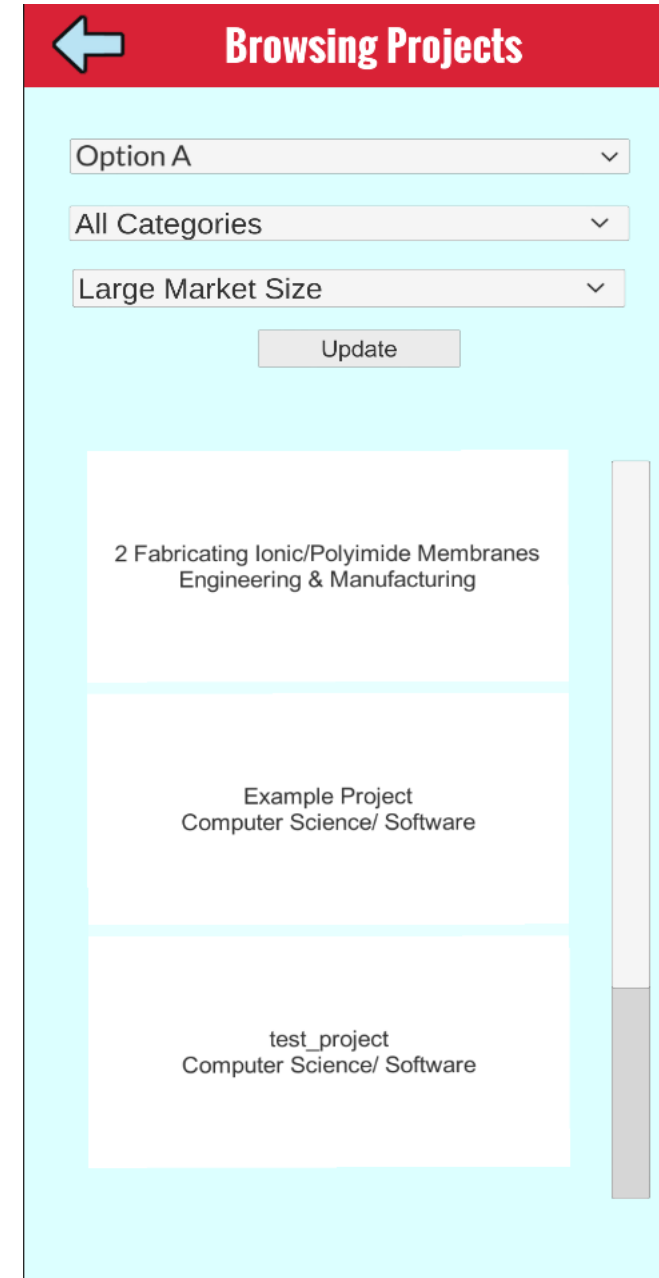 Browsing Projects
Option A
All Categories
Large Market Size
Update
2 Fabricating Ionic/Polyimide Membranes
Engineering & Manufacturing
Example Project
Computer Science/ Software
test_project
Computer Science/ Software